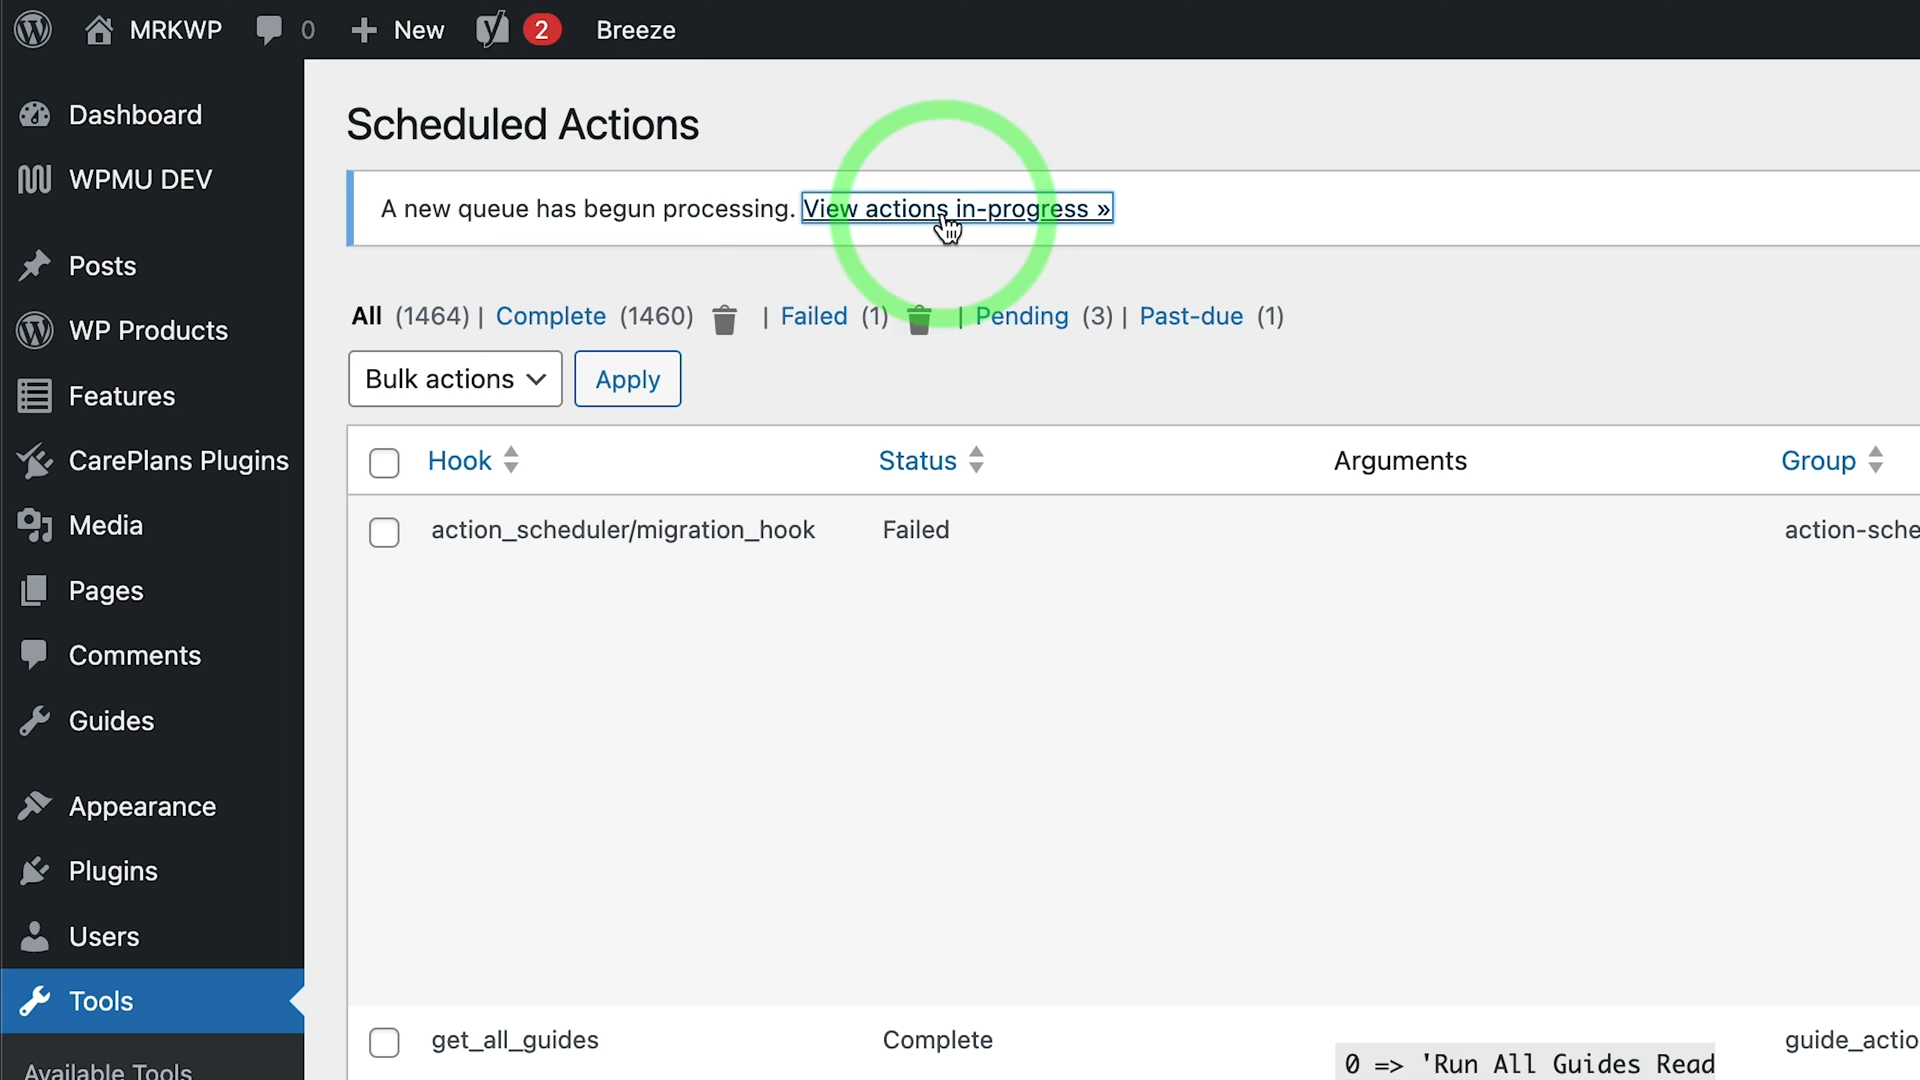 MRKWP
0
New
2
Breeze
Dashboard
WPMU DEV
Posts
WP Products
Features
CarePlans Plugins
Media
Pages
Comments
Guides
Appearance
Plugins
Users
Tools
Available Tools
Scheduled Actions
A new queue has begun processing. View actions in-progress »
All (1464) | Complete (1460) | Failed (1) | Pending (3) | Past-due (1)
Bulk actions
Apply
Hook Status Arguments Group
action_scheduler/migration_hook Failed action-sche
get_all_guides Complete guide_actio
0 => 'Run All Guides Read